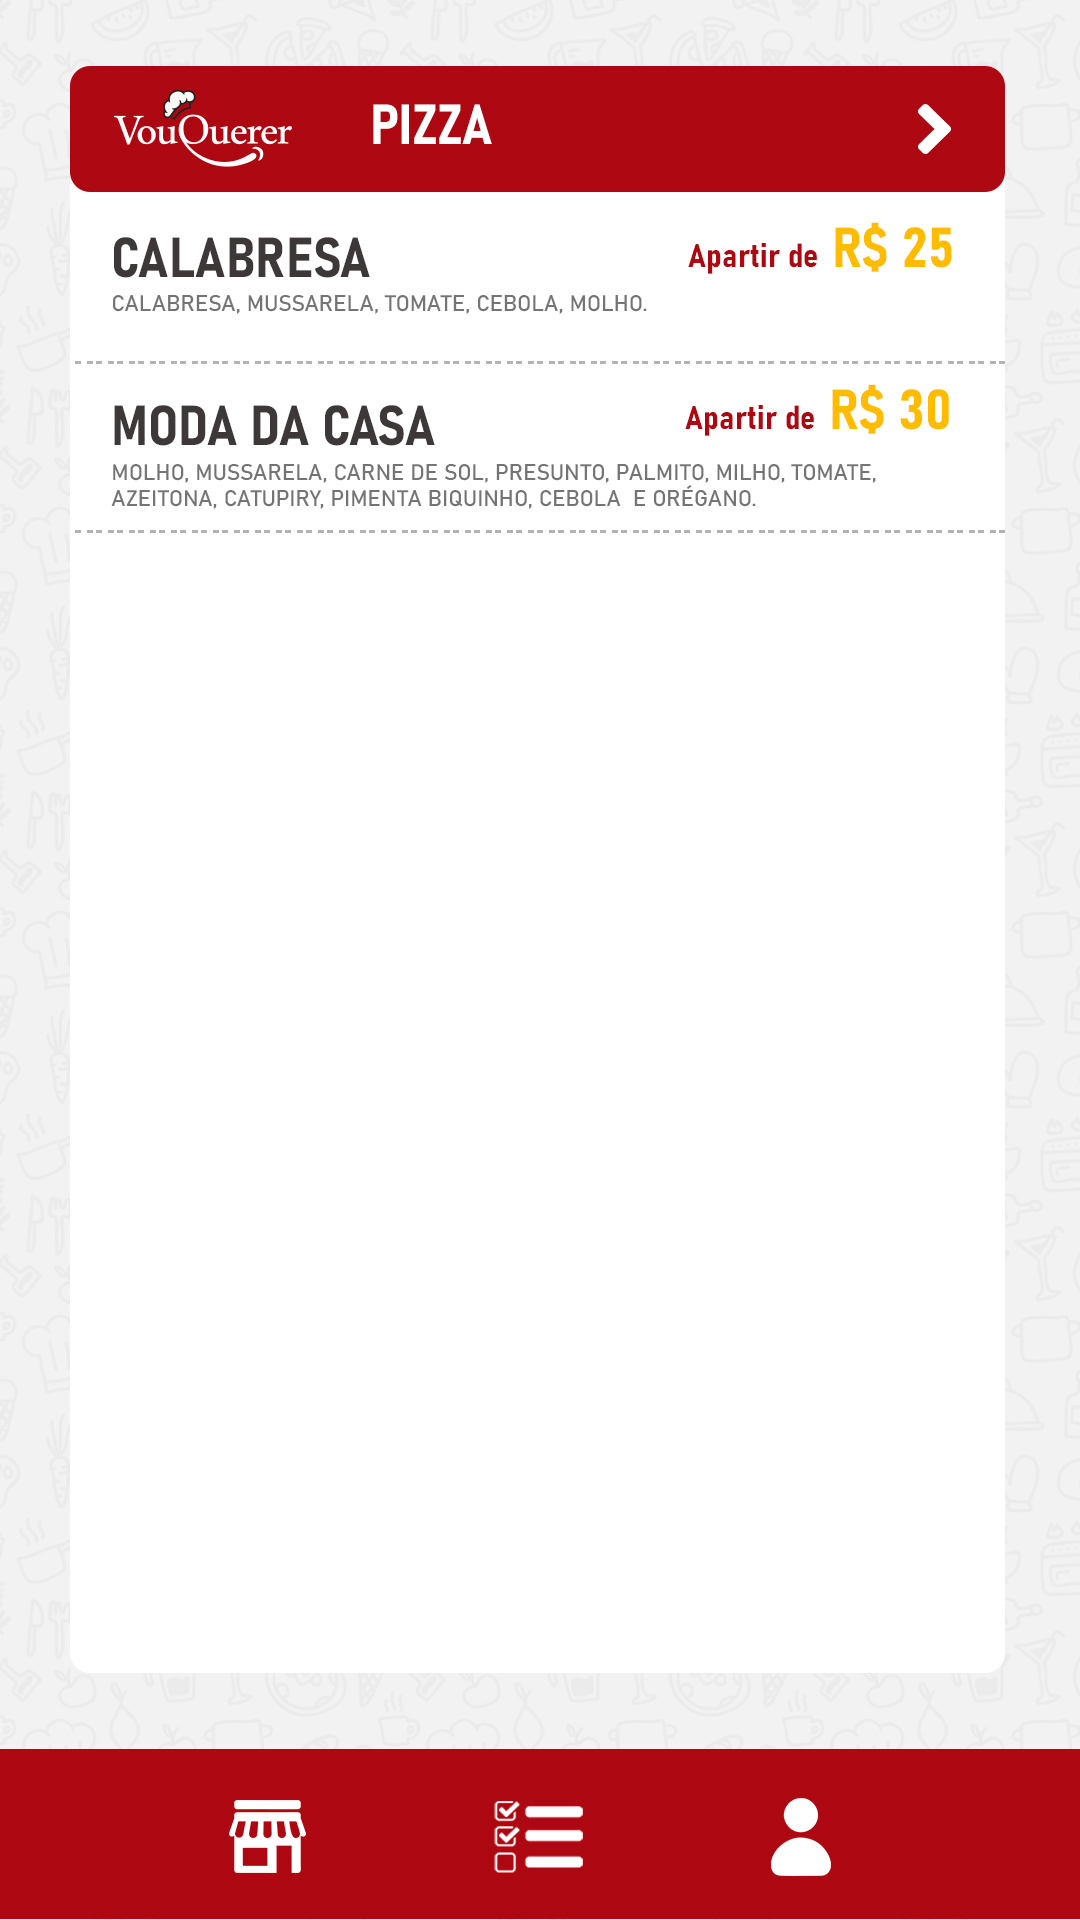 VouQuerer
PIZZA
CALABRESA
Apartir de R$ 25
CALABRESA, MUSSARELA, TOMATE, CEBOLA, MOLHO.
MODA DA CASA
Apartir de R$ 30
MOLHO, MUSSARELA, CARNE DE SOL, PRESUNTO, PALMITO, MILHO, TOMATE,
AZEITONA, CATUPIRY, PIMENTA BIQUINHO, CEBOLA  E ORÉGANO.